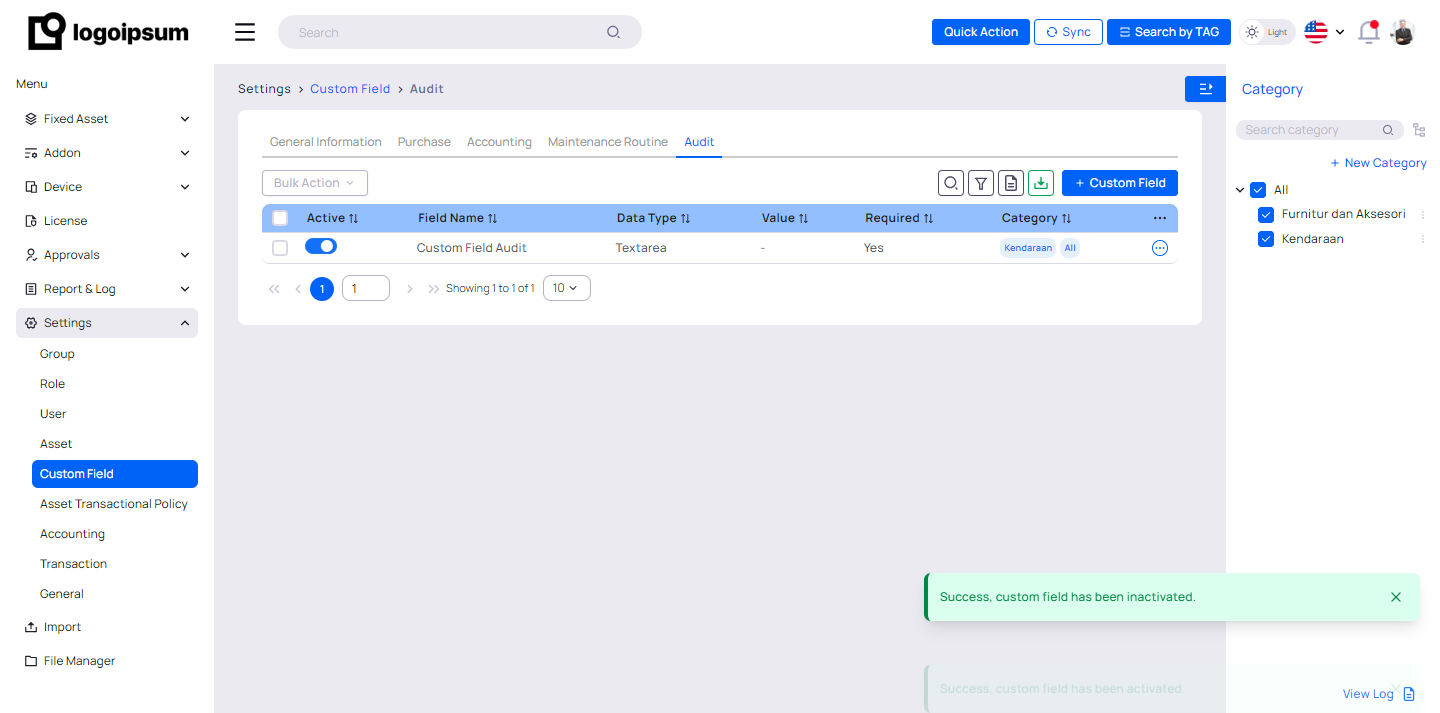 logoipsum
Search
Quick Action
Sync
Search by TAG
Light
Menu
Fixed Asset
Addon
Device
License
Approvals
Report & Log
Settings
Group
Role
User
Asset
Custom Field
Asset Transactional Policy
Accounting
Transaction
General
Import
File Manager
Settings > Custom Field > Audit
General Information Purchase Accounting Maintenance Routine Audit
Bulk Action
+ Custom Field
Active Field Name Data Type Value Required Category
Custom Field Audit Textarea - Yes Kendaraan All
1 1 Showing 1 to 1 of 1 10
Category
Search category
+ New Category
All
Furnitur dan Aksesori
Kendaraan
Success, custom field has been inactivated.
Success, custom field has been activated.
View Log